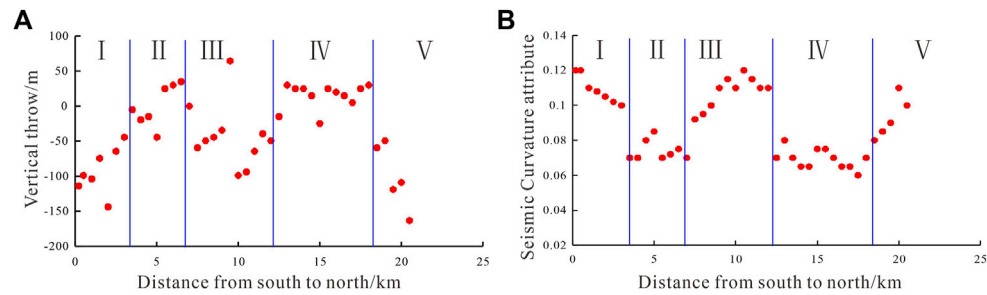 A
Vertical throw/m
100
50
0
-50
-100
-150
-200
I II III IV V
0 5 10 15 20 25
Distance from south to north/km
B
Seismic Curvature attribute
0.14
0.12
0.1
0.08
0.06
0.04
0.02
I II III IV V
0 5 10 15 20 25
Distance from south to north/km